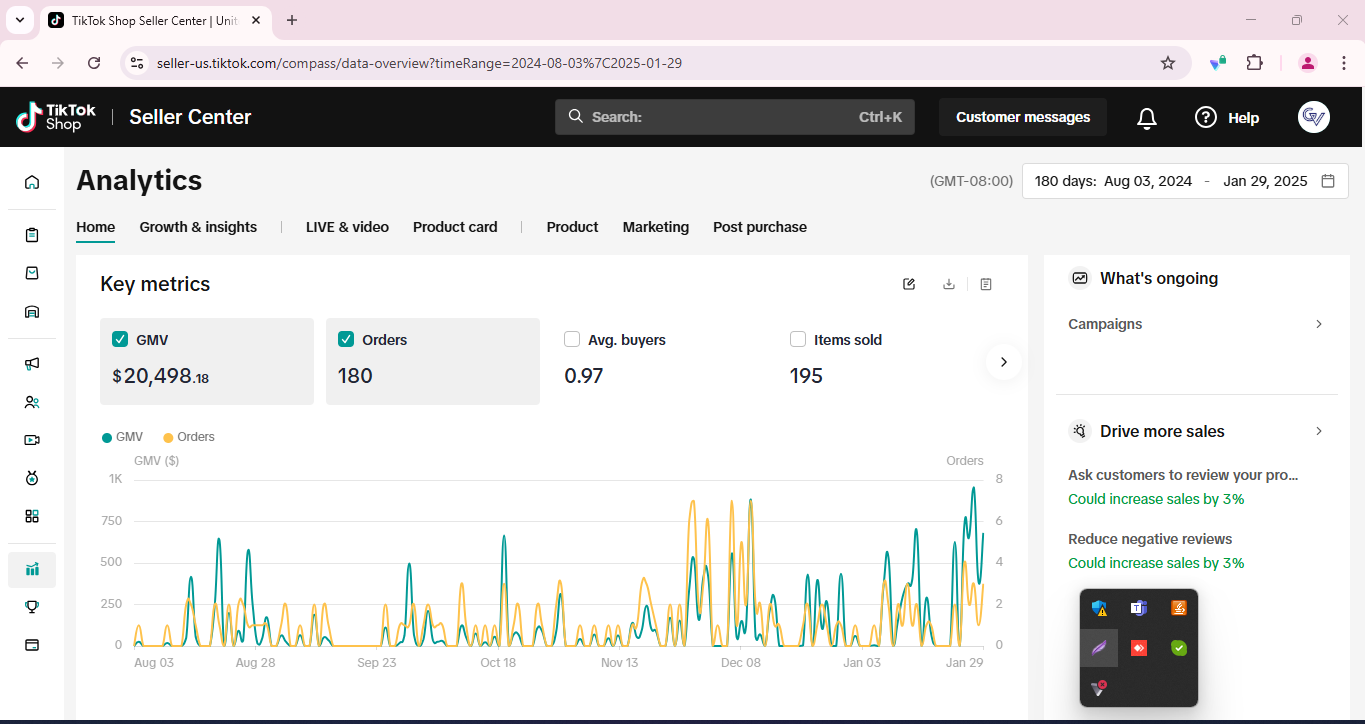 TikTok Shop Seller Center | Unit
seller-us.tiktok.com/compass/data-overview?timeRange=2024-08-03%7C2025-01-29
TikTok Shop | Seller Center
Search: Ctrl+K
Customer messages
Help
Analytics
(GMT-08:00) 180 days: Aug 03, 2024 - Jan 29, 2025
Home Growth & insights | LIVE & video Product card | Product Marketing Post purchase
Key metrics
GMV
$20,498.18
Orders
180
Avg. buyers
0.97
Items sold
195
GMV Orders
GMV ($) Orders
1K 8
750 6
500 4
250 2
0 0
Aug 03 Aug 28 Sep 23 Oct 18 Nov 13 Dec 08 Jan 03 Jan 29
What's ongoing
Campaigns
Drive more sales
Ask customers to review your pro...
Could increase sales by 3%
Reduce negative reviews
Could increase sales by 3%